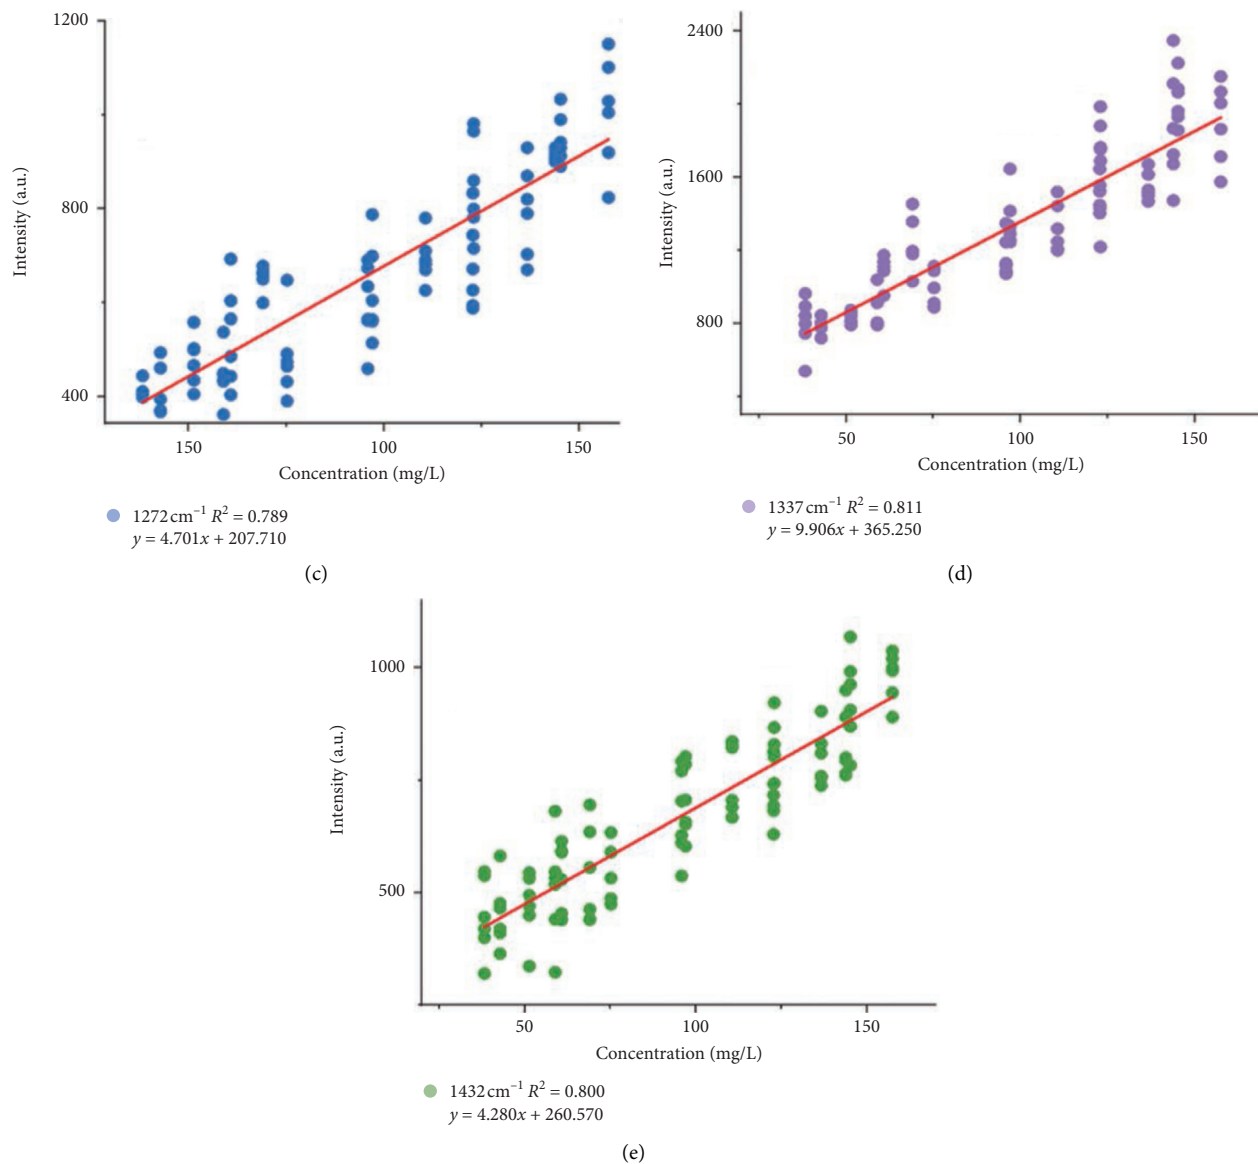 1200
800
400
Intensity (a.u.)
150
100
150
Concentration (mg/L)
1272 cm⁻¹ R² = 0.789
y = 4.701x + 207.710
(c)
2400
1600
800
Intensity (a.u.)
50
100
150
Concentration (mg/L)
1337 cm⁻¹ R² = 0.811
y = 9.906x + 365.250
(d)
1000
500
Intensity (a.u.)
50
100
150
Concentration (mg/L)
1432 cm⁻¹ R² = 0.800
y = 4.280x + 260.570
(e)